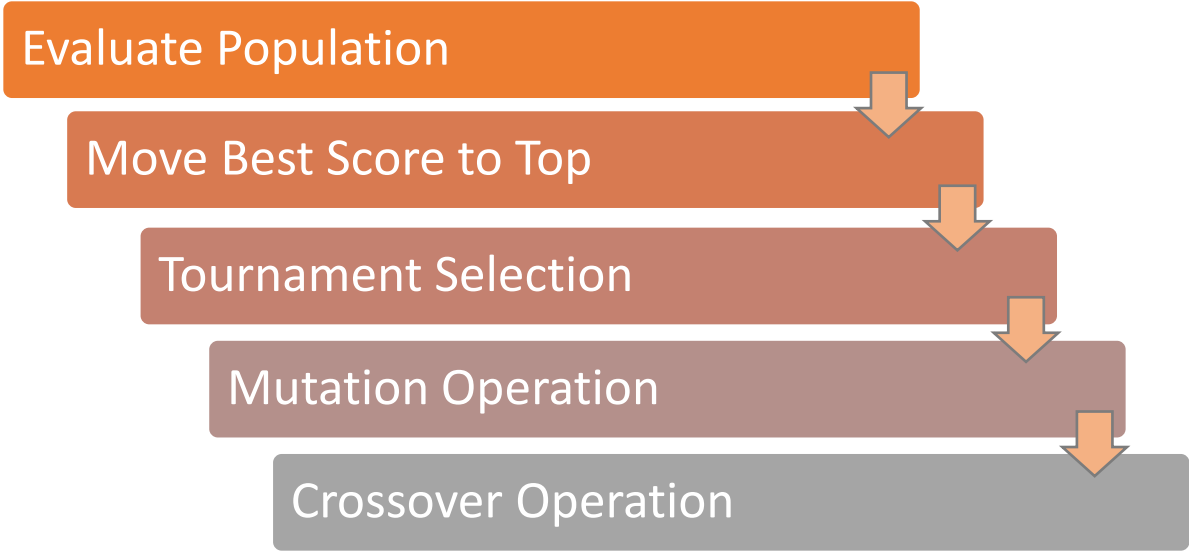 Evaluate Population
Move Best Score to Top
Tournament Selection
Mutation Operation
Crossover Operation